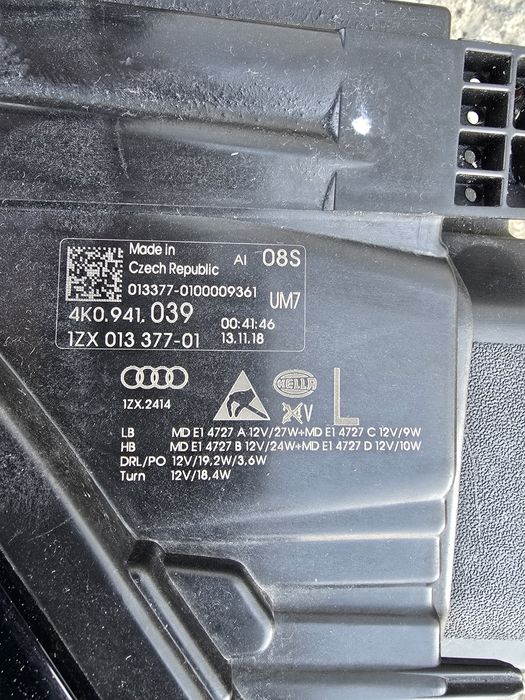 Made in
Czech Republic
AI 08S
013377-0100009361
UM7
4K0.941.039
00:41:46
1ZX 013 377-01
13.11.18
HELLA
1ZX.2414
24V
L
LB MD E1 4727 A 12V/27W+MD E1 4727 C 12V/9W
HB MD E1 4727 B 12V/24W+MD E1 4727 D 12V/10W
DRL/PO 12V/19,2W/3,6W
Turn 12V/18,4W